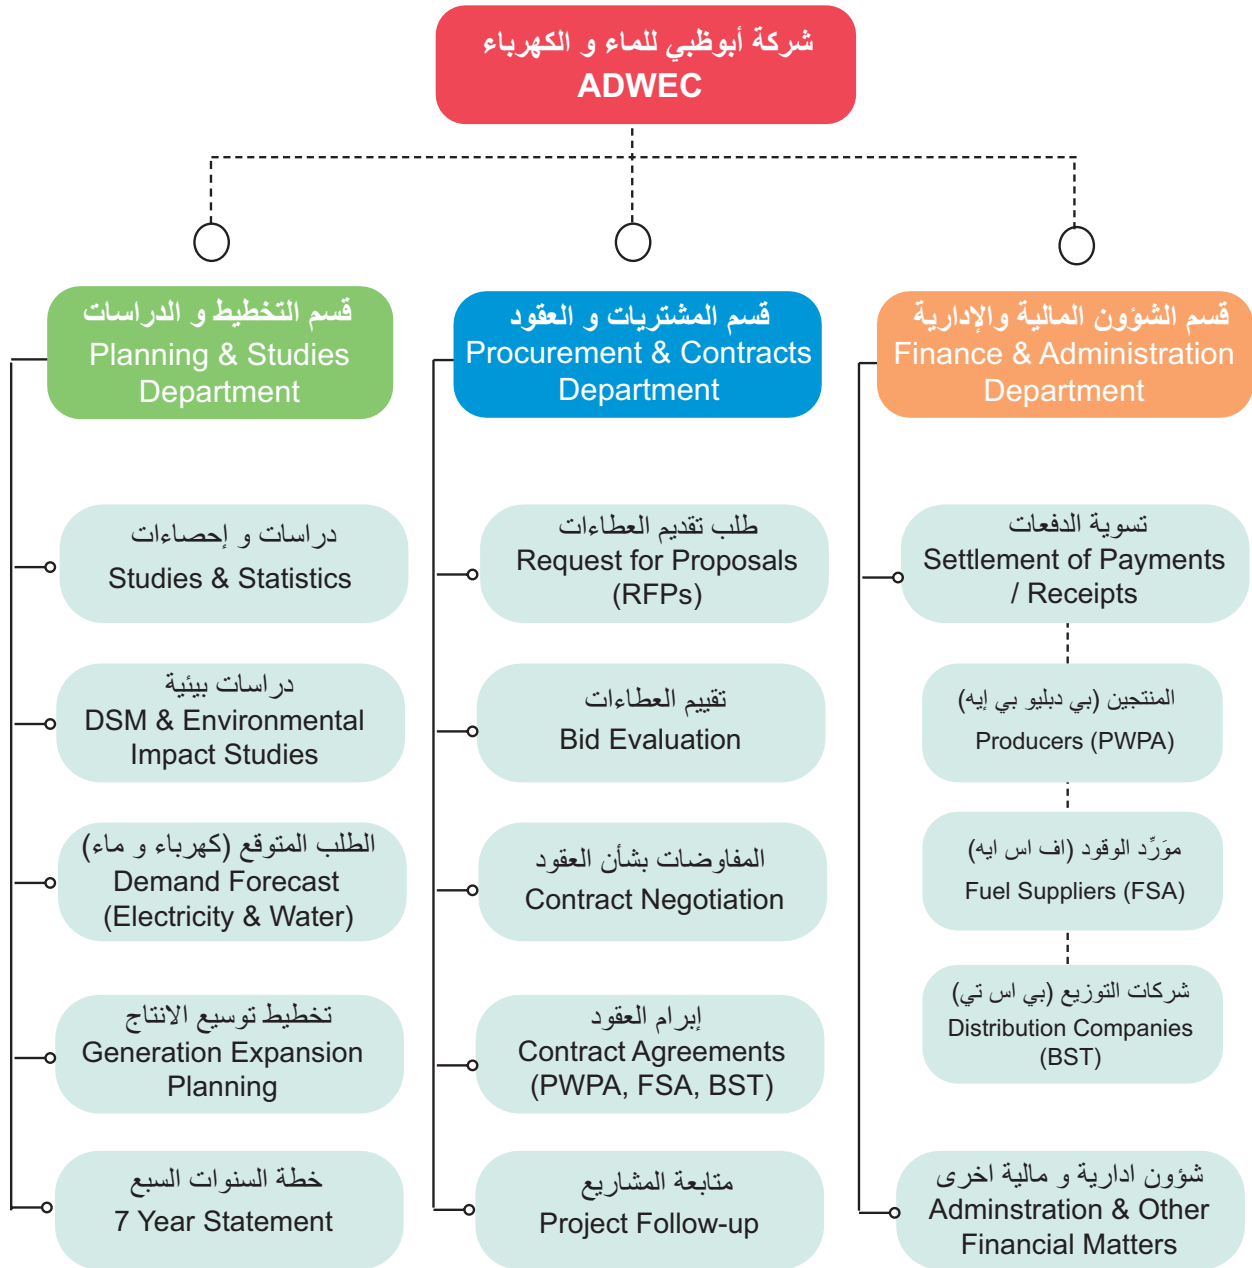 شركة أبوظبي للماء و الكهرباء
ADWEC
قسم التخطيط و الدراسات
Planning & Studies
Department
دراسات و إحصاءات
Studies & Statistics
دراسات بيئية
DSM & Environmental
Impact Studies
الطلب المتوقع (كهرباء و ماء)
Demand Forecast
(Electricity & Water)
تخطيط توسيع الانتاج
Generation Expansion
Planning
خطة السنوات السبع
7 Year Statement
قسم المشتريات و العقود
Procurement & Contracts
Department
طلب تقديم العطاءات
Request for Proposals
(RFPs)
تقييم العطاءات
Bid Evaluation
المفاوضات بشأن العقود
Contract Negotiation
إبرام العقود
Contract Agreements
(PWPA, FSA, BST)
متابعة المشاريع
Project Follow-up
قسم الشؤون المالية والإدارية
Finance & Administration
Department
تسوية الدفعات
Settlement of Payments
/ Receipts
المنتجين (بي دبليو بي إيه)
Producers (PWPA)
موَرِّد الوقود (اف اس ايه)
Fuel Suppliers (FSA)
شركات التوزيع (بي اس تي)
Distribution Companies
(BST)
شؤون ادارية و مالية اخرى
Adminstration & Other
Financial Matters